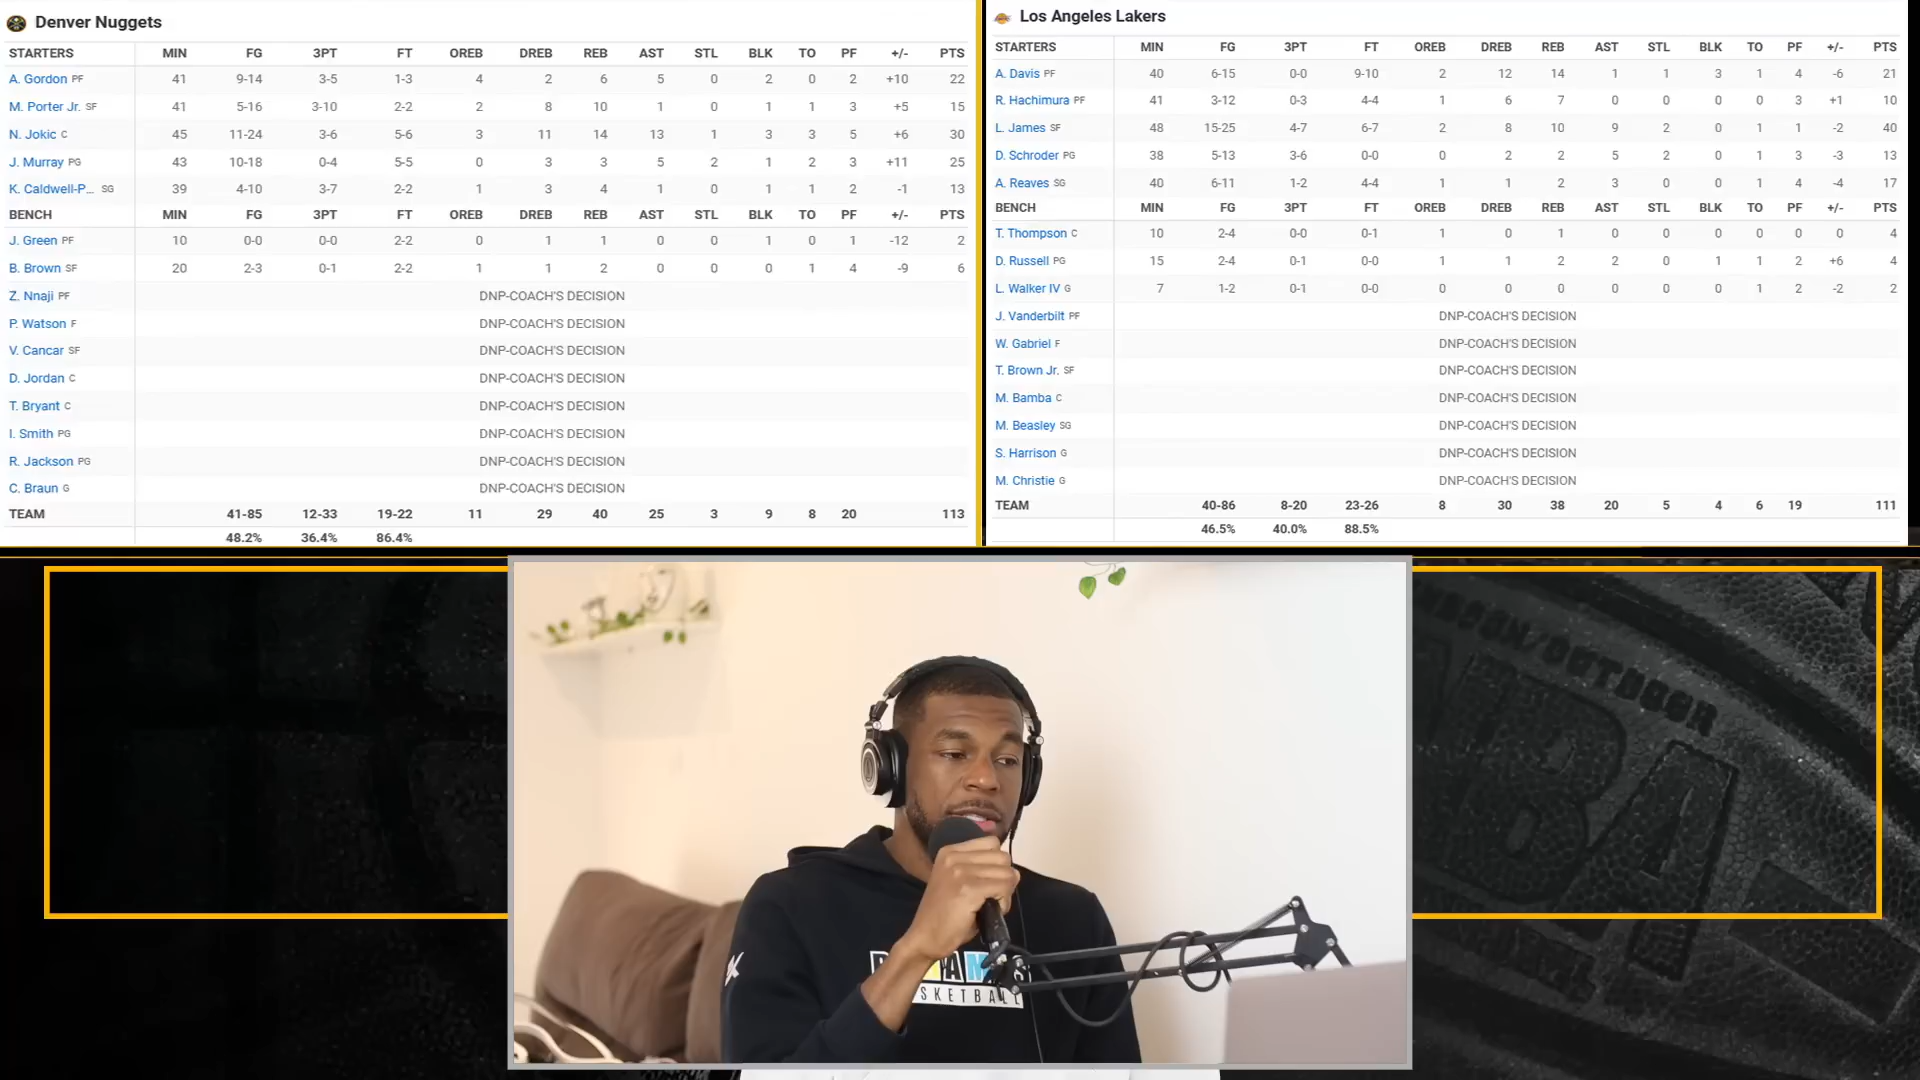 Denver Nuggets
STARTERS MIN FG 3PT FT OREB DREB REB AST STL BLK TO PF +/- PTS
A. Gordon PF 41 9-14 3-5 1-3 4 2 6 5 0 2 0 2 +10 22
M. Porter Jr. SF 41 5-16 3-10 2-2 2 8 10 1 0 1 1 3 +5 15
N. Jokic C 45 11-24 3-6 5-6 3 11 14 13 1 3 3 5 +6 30
J. Murray PG 43 10-18 0-4 5-5 0 3 3 5 2 1 2 3 +11 25
K. Caldwell-P... SG 39 4-10 3-7 2-2 1 3 4 1 0 1 1 2 -1 13
BENCH MIN FG 3PT FT OREB DREB REB AST STL BLK TO PF +/- PTS
J. Green PF 10 0-0 0-0 2-2 0 1 1 0 0 1 0 1 -12 2
B. Brown SF 20 2-3 0-1 2-2 1 1 2 0 0 0 1 4 -9 6
Z. Nnaji PF DNP-COACH'S DECISION
P. Watson F DNP-COACH'S DECISION
V. Cancar SF DNP-COACH'S DECISION
D. Jordan C DNP-COACH'S DECISION
T. Bryant C DNP-COACH'S DECISION
I. Smith PG DNP-COACH'S DECISION
R. Jackson PG DNP-COACH'S DECISION
C. Braun G DNP-COACH'S DECISION
TEAM 41-85 12-33 19-22 11 29 40 25 3 9 8 20 113
48.2% 36.4% 86.4%
Los Angeles Lakers
STARTERS MIN FG 3PT FT OREB DREB REB AST STL BLK TO PF +/- PTS
A. Davis PF 40 6-15 0-0 9-10 2 12 14 1 1 3 1 4 -6 21
R. Hachimura PF 41 3-12 0-3 4-4 1 6 7 0 0 0 0 3 +1 10
L. James SF 48 15-25 4-7 6-7 2 8 10 9 2 0 1 1 -2 40
D. Schroder PG 38 5-13 3-6 0-0 0 2 2 5 2 0 1 3 -3 13
A. Reaves SG 40 6-11 1-2 4-4 1 1 2 3 0 0 1 4 -4 17
BENCH MIN FG 3PT FT OREB DREB REB AST STL BLK TO PF +/- PTS
T. Thompson C 10 2-4 0-0 0-1 1 0 1 0 0 0 0 0 0 4
D. Russell PG 15 2-4 0-1 0-0 1 1 2 2 0 1 1 2 +6 4
L. Walker IV G 7 1-2 0-1 0-0 0 0 0 0 0 0 1 2 -2 2
J. Vanderbilt PF DNP-COACH'S DECISION
W. Gabriel F DNP-COACH'S DECISION
T. Brown Jr. SF DNP-COACH'S DECISION
M. Bamba C DNP-COACH'S DECISION
M. Beasley SG DNP-COACH'S DECISION
S. Harrison G DNP-COACH'S DECISION
M. Christie G DNP-COACH'S DECISION
TEAM 40-86 8-20 23-26 8 30 38 20 5 4 6 19 111
46.5% 40.0% 88.5%